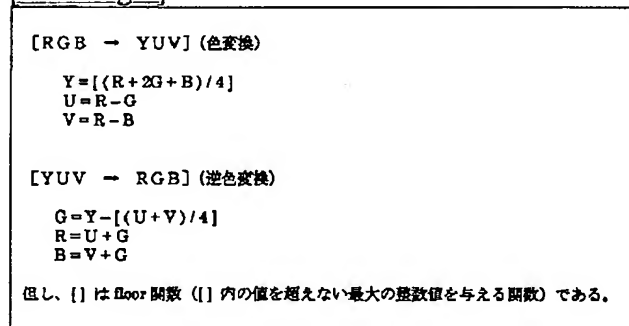 [RGB → YUV] (色変換)
Y=[(R+2G+B)/4]
U=R-G
V=R-B
[YUV → RGB] (逆色変換)
G=Y-[(U+V)/4]
R=U+G
B=V+G
但し、[] は floor 関数 ([] 内の値を超えない最大の整数値を与える関数) である。